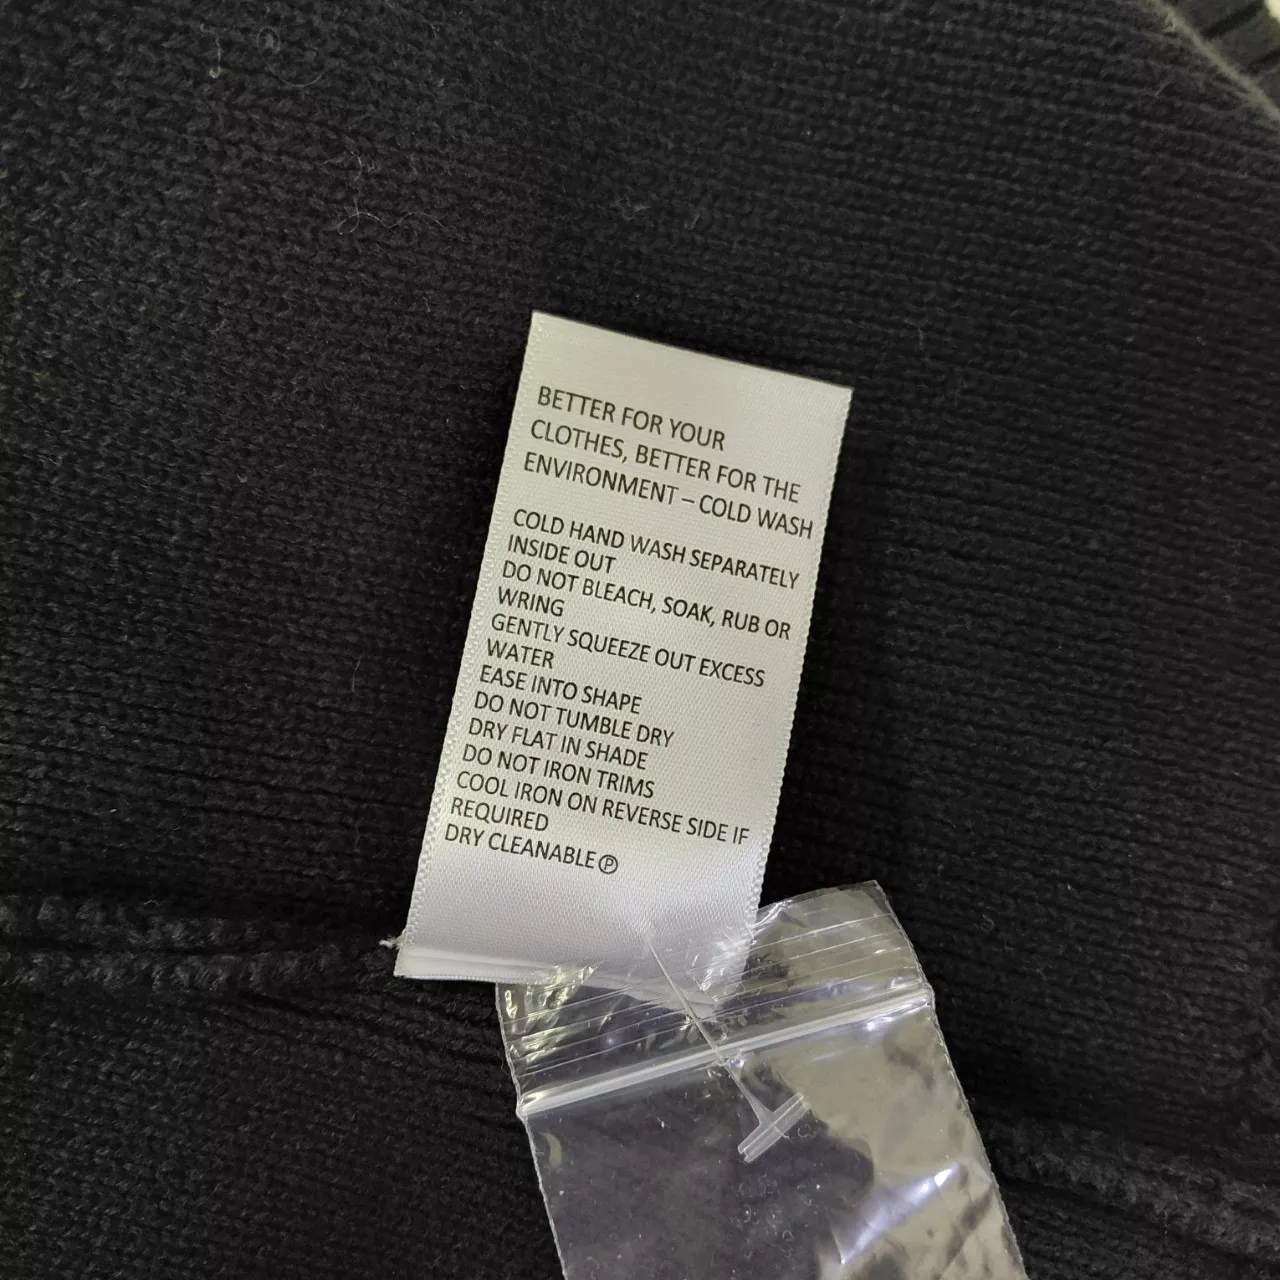 BETTER FOR YOUR
CLOTHES, BETTER FOR THE
ENVIRONMENT – COLD WASH
COLD HAND WASH SEPARATELY
INSIDE OUT
DO NOT BLEACH, SOAK, RUB OR
WRING
GENTLY SQUEEZE OUT EXCESS
WATER
EASE INTO SHAPE
DO NOT TUMBLE DRY
DRY FLAT IN SHADE
DO NOT IRON TRIMS
COOL IRON ON REVERSE SIDE IF
REQUIRED
DRY CLEANABLE Ⓟ